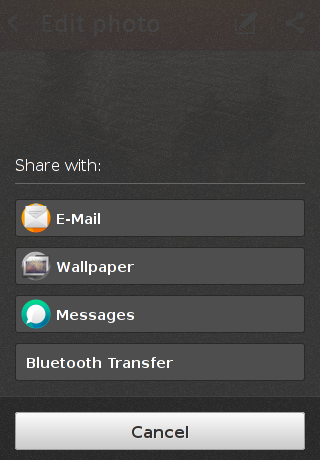 Edit photo
Share with:
E-Mail
Wallpaper
Messages
Bluetooth Transfer
Cancel